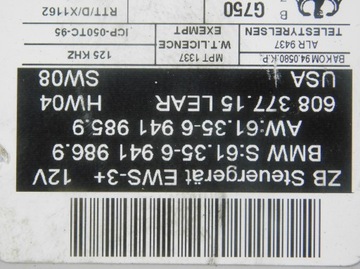 ZB Steuergerät EWS-3+ 12V
BMW S:61.35-6 941 986.9
AW:61.35-6 941 985.9
608 377.15 LEAR
HW04 USA
SW08
BAKOM 94.0580.K.P.
MPT 1337
125 KHZ
ALR 9437
W.T.LICENCE
ICP-050TC-95
TELESTYRELSEN
EXEMPT
RTT/D/X1162
B
G750